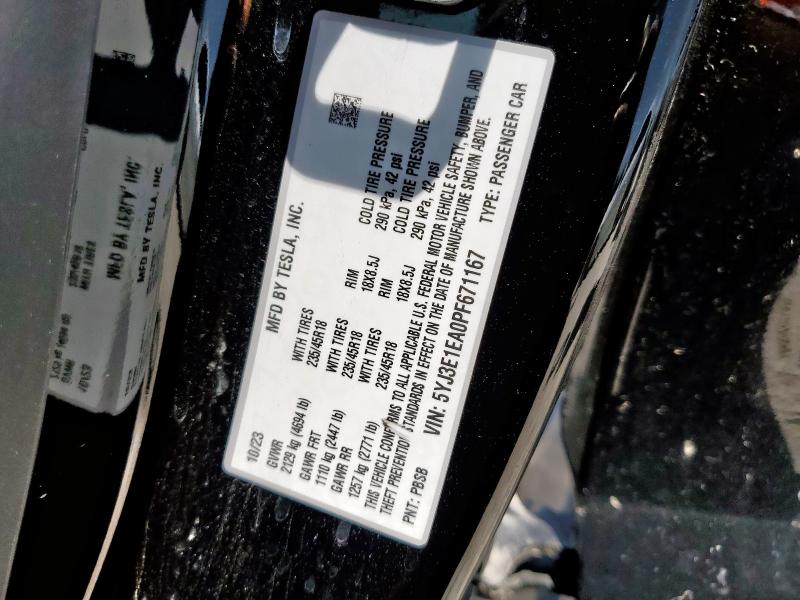 MFD BY TESLA, INC.
10/23
GVWR
2129 kg (4694 lb)
GAWR FRT WITH TIRES RIM COLD TIRE PRESSURE
1110 kg (2447 lb) 235/45R18 18X8.5J 290 kPa, 42 psi
GAWR RR WITH TIRES RIM COLD TIRE PRESSURE
1257 kg (2771 lb) 235/45R18 18X8.5J 290 kPa, 42 psi
THIS VEHICLE CONFIRMS TO ALL APPLICABLE U.S. FEDERAL MOTOR VEHICLE SAFETY, BUMPER, AND
THEFT PREVENTION STANDARDS IN EFFECT ON THE DATE OF MANUFACTURE SHOWN ABOVE.
VIN: 5YJ3E1EA0PF671167 TYPE: PASSENGER CAR
PNT: PBSB
MFD BY TESLA, INC.